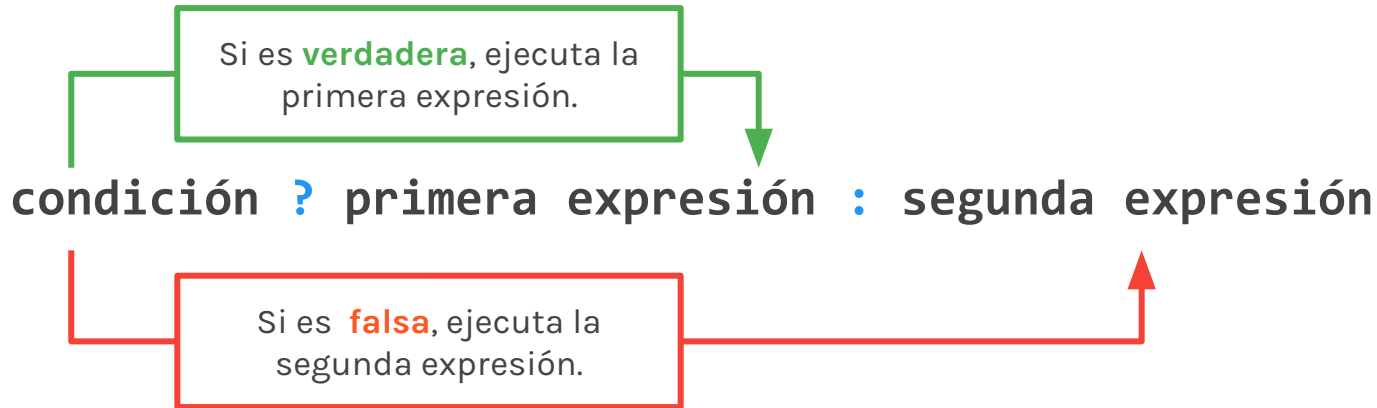 Si es verdadera, ejecuta la
primera expresión.
condición ? primera expresión : segunda expresión
Si es falsa, ejecuta la
segunda expresión.